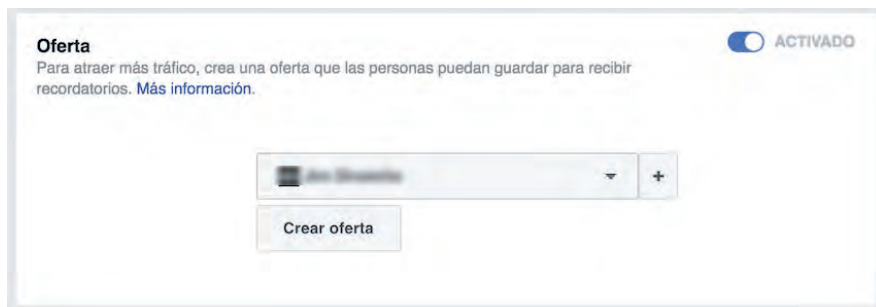 Oferta
ACTIVADO
Para atraer más tráfico, crea una oferta que las personas puedan guardar para recibir
recordatorios. Más información.
+
Crear oferta